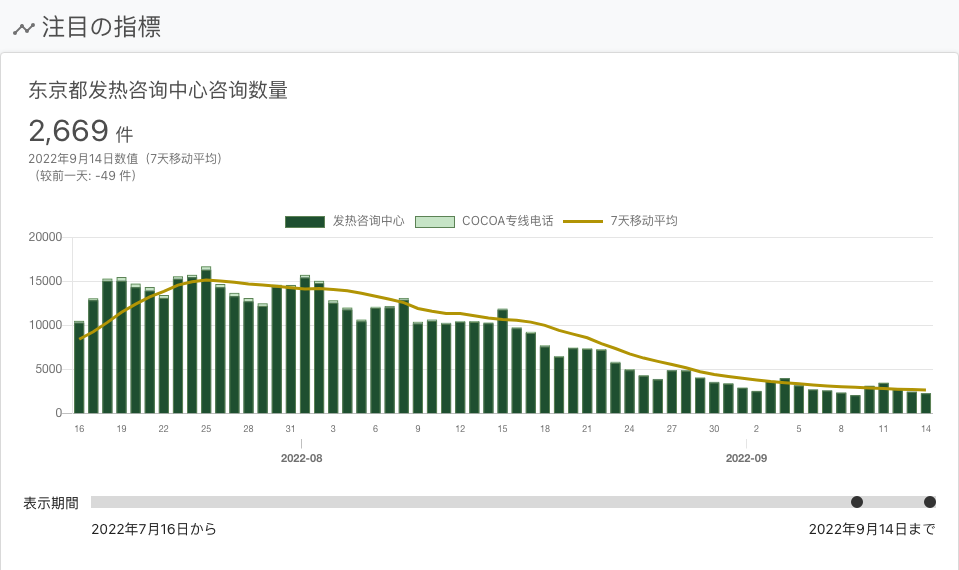 注目の指標
东京都发热咨询中心咨询数量
2,669 件
2022年9月14日数值（7天移动平均）
（较前一天: -49 件）
发热咨询中心 COCOA专线电话 7天移动平均
20000
15000
10000
5000
0
16 19 22 25 28 31 3 6 9 12 15 18 21 24 27 30 2 5 8 11 14
2022-08 2022-09
表示期間
2022年7月16日から 2022年9月14日まで